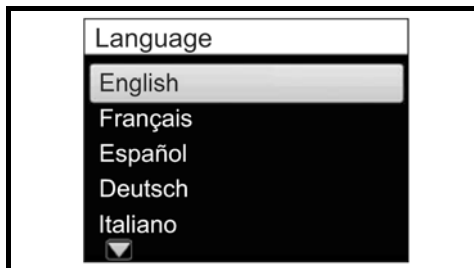 Language
English
Français
Español
Deutsch
Italiano